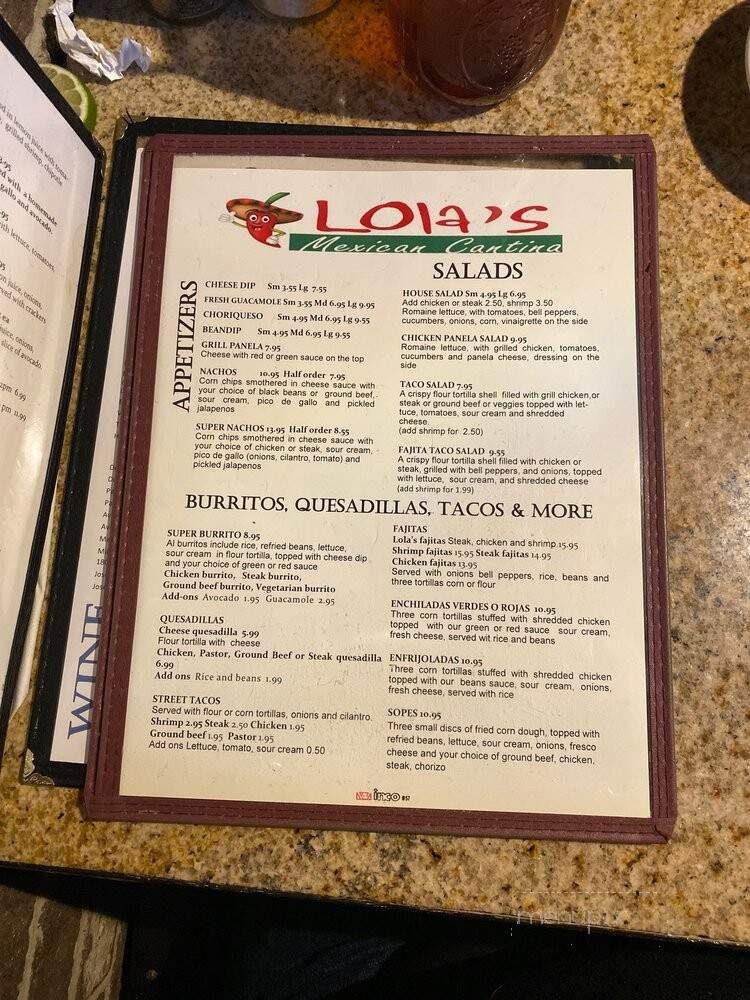 Lola's
Mexican Cantina
APPETIZERS
CHEESE DIP Sm 3.55 Lg 7.55
FRESH GUACAMOLE Sm 3.55 Md 6.95 Lg 9.95
CHORIQUESO Sm 4.95 Md 6.95 Lg 9.55
BEANDIP Sm 4.95 Md 6.95 Lg 9.55
GRILL PANELA 7.95
Cheese with red or green sauce on the top
NACHOS 10.95 Half order 7.95
Corn chips smothered in cheese sauce with
your choice of black beans or ground beef,
sour cream, pico de gallo and pickled
jalapenos
SUPER NACHOS 13.95 Half order 8.55
Corn chips smothered in cheese sauce with
your choice of chicken or steak, sour cream,
pico de gallo (onions, cilantro, tomato) and
pickled jalapenos
SALADS
HOUSE SALAD Sm 4.95 Lg 6.95
Add chicken or steak 2.50, shrimp 3.50
Romaine lettuce, with tomatoes, bell peppers,
cucumbers, onions, corn, vinaigrette on the side
CHICKEN PANELA SALAD 9.95
Romaine lettuce, with grilled chicken, tomatoes,
cucumbers and panela cheese, dressing on the
side
TACO SALAD 7.95
A crispy flour tortilla shell filled with grill chicken,or
steak or ground beef or veggies topped with let-
tuce, tomatoes, sour cream and shredded
cheese.
(add shrimp for 2.50)
FAJITA TACO SALAD 9.55
A crispy flour tortilla shell filled with chicken or
steak, grilled with bell peppers, and onions, topped
with lettuce, sour cream, and shredded cheese
(add shrimp for 1.99)
BURRITOS, QUESADILLAS, TACOS & MORE
SUPER BURRITO 8.95
Al burritos include rice, refried beans, lettuce,
sour cream in flour tortilla, topped with cheese dip
and your choice of green or red sauce
Chicken burrito, Steak burrito,
Ground beef burrito, Vegetarian burrito
Add-ons Avocado 1.95 Guacamole 2.95
QUESADILLAS
Cheese quesadilla 5.99
Flour tortilla with cheese
Chicken, Pastor, Ground Beef or Steak quesadilla
6.99
Add ons Rice and beans 1.99
STREET TACOS
Served with flour or corn tortillas, onions and cilantro.
Shrimp 2.95 Steak 2.50 Chicken 1.95
Ground beef 1.95 Pastor 1.95
Add ons Lettuce, tomato, sour cream 0.50
FAJITAS
Lola's fajitas Steak, chicken and shrimp.15.95
Shrimp fajitas 15.95 Steak fajitas 14.95
Chicken fajitas 13.95
Served with onions bell peppers, rice, beans and
three tortillas corn or flour
ENCHILADAS VERDES O ROJAS 10.95
Three corn tortillas stuffed with shredded chicken
topped with our green or red sauce sour cream,
fresh cheese, served wit rice and beans
ENFRIJOLADAS 10.95
Three corn tortillas stuffed with shredded chicken
topped with our beans sauce, sour cream, onions,
fresh cheese, served with rice
SOPES 10.95
Three small discs of fried corn dough, topped with
refried beans, lettuce, sour cream, onions, fresco
cheese and your choice of ground beef, chicken,
steak, chorizo
WINE